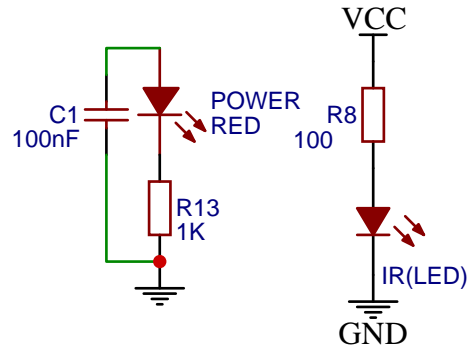 VCC
C1
100nF
POWER
RED
R8
100
R13
1K
IR(LED)
GND